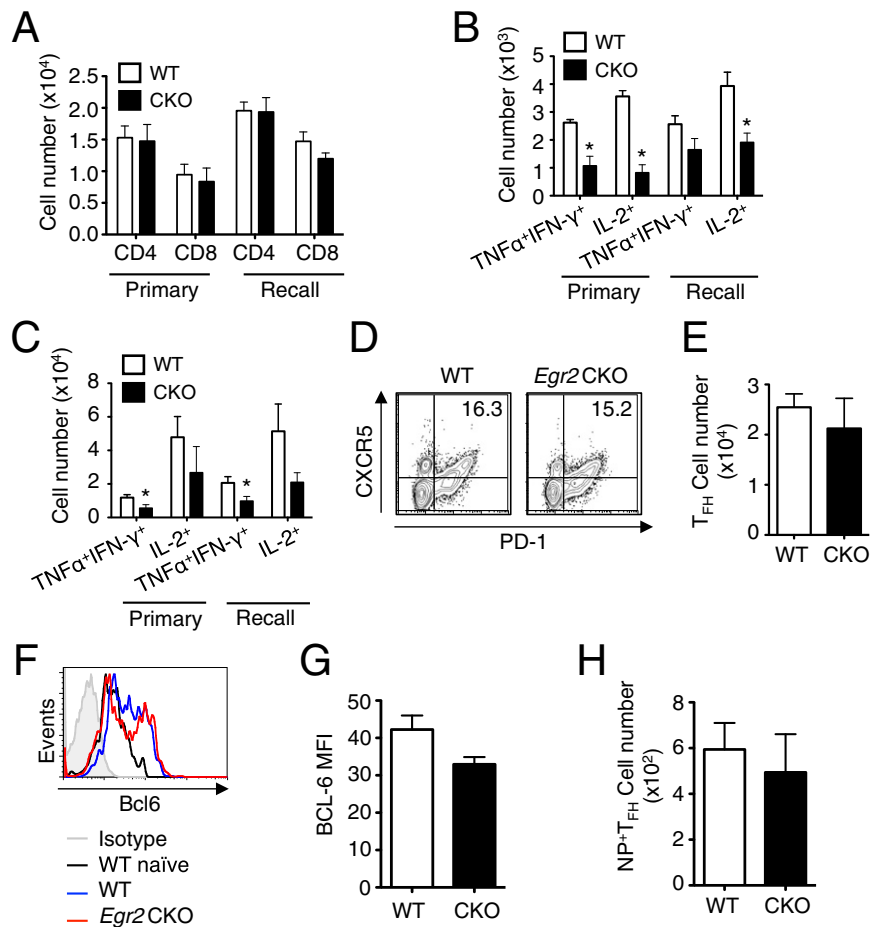 A
Cell number (x10⁴)
2.5
2.0
1.5
1.0
0.5
0.0
WT
CKO
CD4 CD8 CD4 CD8
Primary Recall
B
Cell number (x10³)
5
4
3
2
1
0
WT
CKO
* * *
TNFα⁺IFN-γ⁺ IL-2⁺ TNFα⁺IFN-γ⁺ IL-2⁺
Primary Recall
C
Cell number (x10⁴)
8
6
4
2
0
WT
CKO
* *
TNFα⁺IFN-γ⁺ IL-2⁺ TNFα⁺IFN-γ⁺ IL-2⁺
Primary Recall
D
WT Egr2 CKO
16.3 15.2
CXCR5
PD-1
E
TFH Cell number
(x10⁴)
3
2
1
0
WT CKO
F
Events
Bcl6
Isotype
WT naïve
WT
Egr2 CKO
G
BCL-6 MFI
50
40
30
20
10
0
WT CKO
H
NP⁺TFH Cell number
(x10²)
8
6
4
2
0
WT CKO